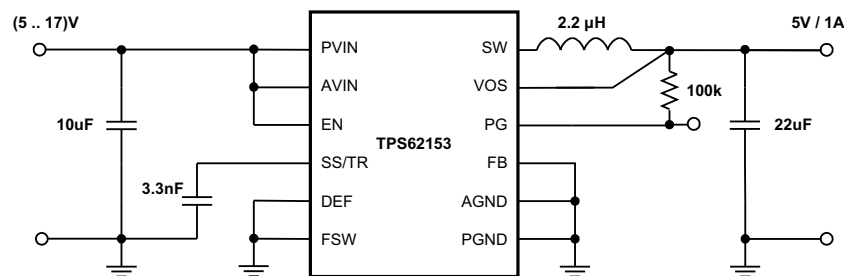 (5 .. 17)V
2.2 µH
5V / 1A
PVIN
SW
AVIN
VOS
100k
10uF
EN
PG
22uF
TPS62153
SS/TR
FB
3.3nF
DEF
AGND
FSW
PGND